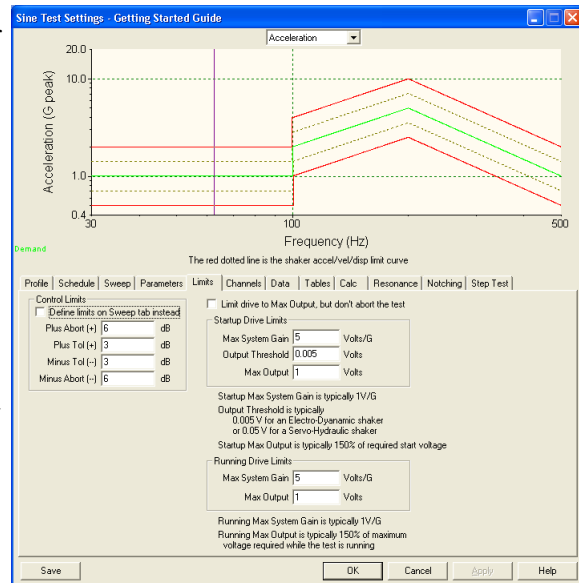 Sine Test Settings - Getting Started Guide
Acceleration
20.0
10.0
1.0
0.4
Acceleration (G peak)
30
100
500
Frequency (Hz)
Demand
The red dotted line is the shaker accel/vel/disp limit curve
Profile Schedule Sweep Parameters Limits Channels Data Tables Calc Resonance Notching Step Test
Control Limits
Define limits on Sweep tab instead
Plus Abort (+) 6 dB
Plus Tol (+) 3 dB
Minus Tol (--) 3 dB
Minus Abort (--) 6 dB
Limit drive to Max Output, but don't abort the test
Startup Drive Limits
Max System Gain 5 Volts/G
Output Threshold 0.005 Volts
Max Output 1 Volts
Startup Max System Gain is typically 1V/G
Output Threshold is typically
0.005 V for an Electro-Dyanamic shaker
or 0.05 V for a Servo-Hydraulic shaker
Startup Max Output is typically 150% of required start voltage
Running Drive Limits
Max System Gain 5 Volts/G
Max Output 1 Volts
Running Max System Gain is typically 1V/G
Running Max Output is typically 150% of maximum
voltage required while the test is running
Save
OK
Cancel
Apply
Help